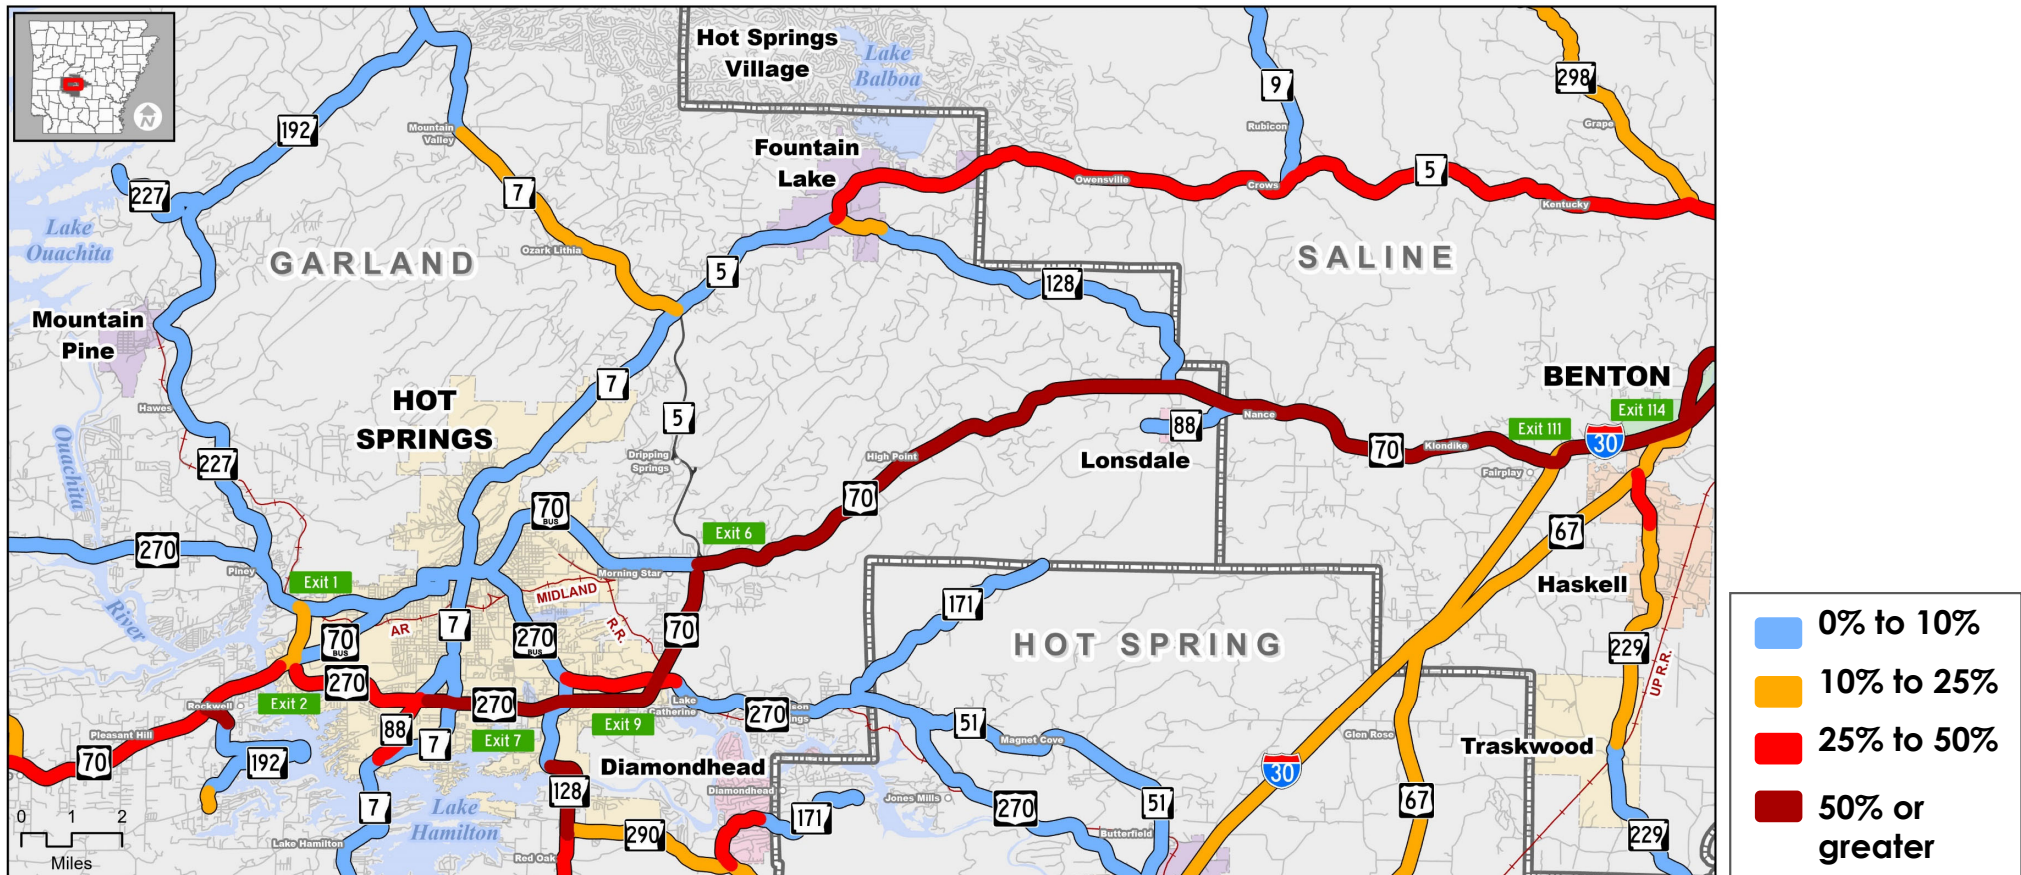 Hot Springs
Village
Lake
Balboa
9
298
192
Mountain
Valley
Rubicon
Grape
Fountain
Lake
227
7
Owensville
Crows
5
Kentucky
Lake
Ouachita
GARLAND
Ozark Lithia
5
128
SALINE
Mountain
Pine
7
HOT
SPRINGS
5
BENTON
Exit 114
Exit 111
30
Hawes
88
Nance
70
Klondike
Fairplay
Lonsdale
Dripping
Springs
High Point
70
Ouachita
227
70
BUS
Exit 6
67
270
Piney
Exit 1
Morning Star
MIDLAND
Haskell
River
AR
R.R.
171
7
70
BUS
270
BUS
70
HOT SPRING
229
UP R.R.
270
Exit 2
Rockwell
270
Exit 9
Lake
Catherine
270
51
Magnet Cove
Glen Rose
Traskwood
Pleasant Hill
70
88
7
Exit 7
192
Diamondhead
30
128
Diamondhead
Jones Mills
270
51
67
0 1 2
Miles
7
Lake
Hamilton
Lake Hamilton
290
171
Butterfield
229
Red Oak
0% to 10%
10% to 25%
25% to 50%
50% or
greater